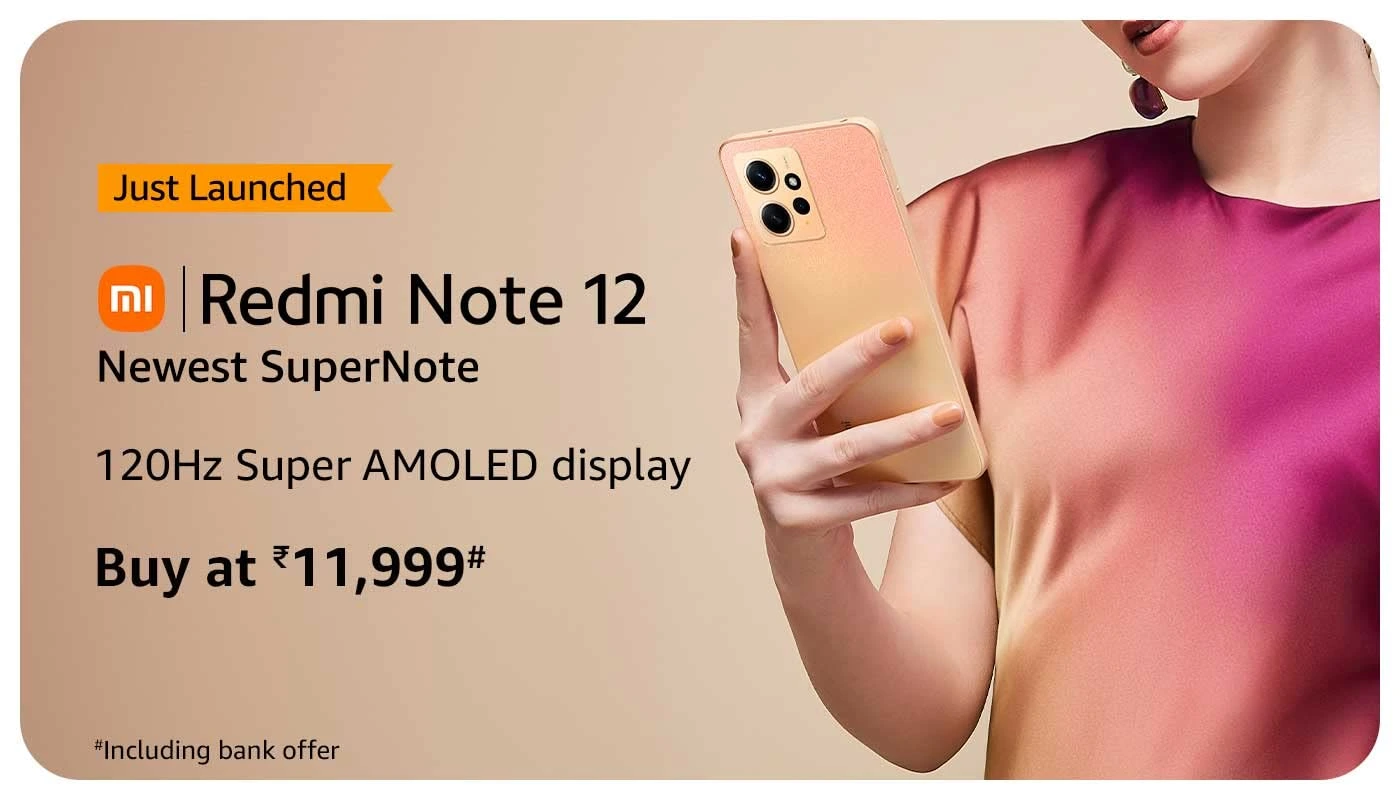 Just Launched
mi | Redmi Note 12
Newest SuperNote
120Hz Super AMOLED display
Buy at ₹11,999#
#Including bank offer